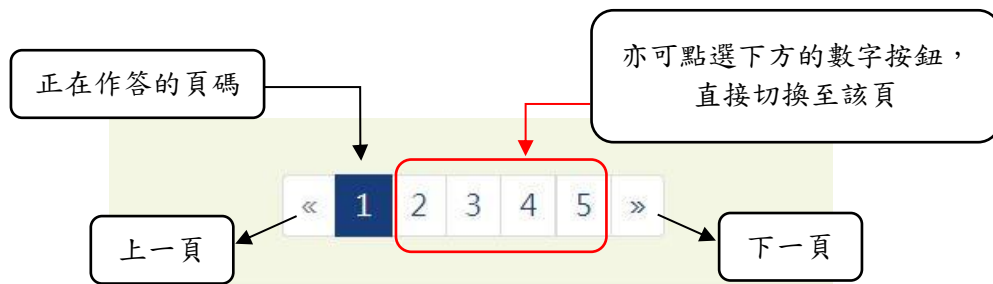 正在作答的頁碼
亦可點選下方的數字按鈕，
直接切換至該頁
« 1 2 3 4 5 »
上一頁
下一頁